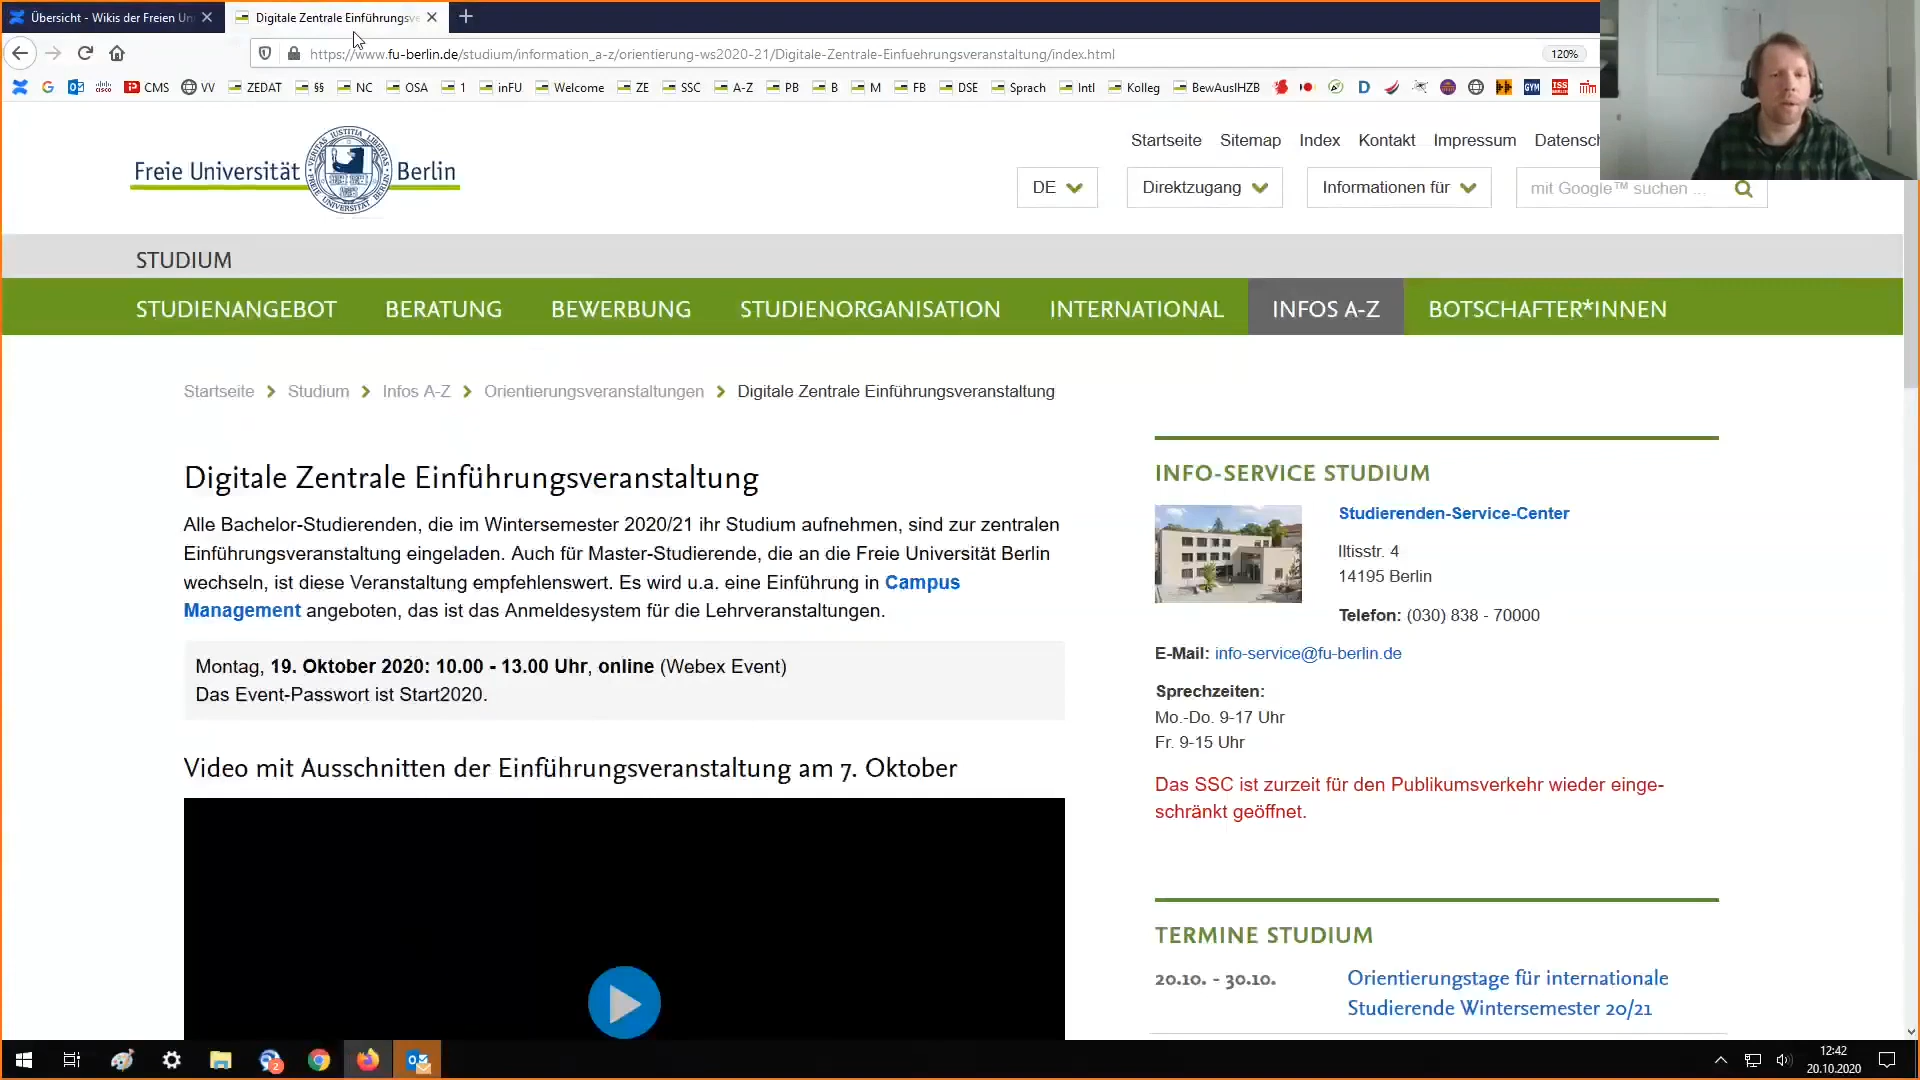 Übersicht - Wikis der Freien Un
Digitale Zentrale Einführungsve
https://www.fu-berlin.de/studium/information_a-z/orientierung-ws2020-21/Digitale-Zentrale-Einfuehrungsveranstaltung/index.html
120%
CMS VV ZEDAT §§ NC OSA 1 inFU Welcome ZE SSC A-Z PB B M FB DSE Sprach Intl Kolleg BewAuslHZB
Startseite Sitemap Index Kontakt Impressum Datensch
Freie Universität Berlin
DE Direktzugang Informationen für mit Google™ suchen ...
STUDIUM
STUDIENANGEBOT BERATUNG BEWERBUNG STUDIENORGANISATION INTERNATIONAL INFOS A-Z BOTSCHAFTER*INNEN
Startseite Studium Infos A-Z Orientierungsveranstaltungen Digitale Zentrale Einführungsveranstaltung
Digitale Zentrale Einführungsveranstaltung
Alle Bachelor-Studierenden, die im Wintersemester 2020/21 ihr Studium aufnehmen, sind zur zentralen
Einführungsveranstaltung eingeladen. Auch für Master-Studierende, die an die Freie Universität Berlin
wechseln, ist diese Veranstaltung empfehlenswert. Es wird u.a. eine Einführung in Campus
Management angeboten, das ist das Anmeldesystem für die Lehrveranstaltungen.
Montag, 19. Oktober 2020: 10.00 - 13.00 Uhr, online (Webex Event)
Das Event-Passwort ist Start2020.
Video mit Ausschnitten der Einführungsveranstaltung am 7. Oktober
INFO-SERVICE STUDIUM
Studierenden-Service-Center
Iltisstr. 4
14195 Berlin
Telefon: (030) 838 - 70000
E-Mail: info-service@fu-berlin.de
Sprechzeiten:
Mo.-Do. 9-17 Uhr
Fr. 9-15 Uhr
Das SSC ist zurzeit für den Publikumsverkehr wieder einge-
schränkt geöffnet.
TERMINE STUDIUM
20.10. - 30.10.
Orientierungstage für internationale
Studierende Wintersemester 20/21
12:42
20.10.2020